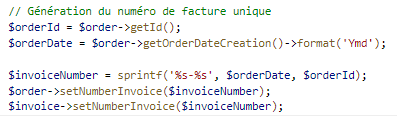 // Génération du numéro de facture unique
$orderId = $order->getId();
$orderDate = $order->getOrderDateCreation()->format('Ymd');
$invoiceNumber = sprintf('%s-%s', $orderDate, $orderId);
$order->setNumberInvoice($invoiceNumber);
$invoice->setNumberInvoice($invoiceNumber);